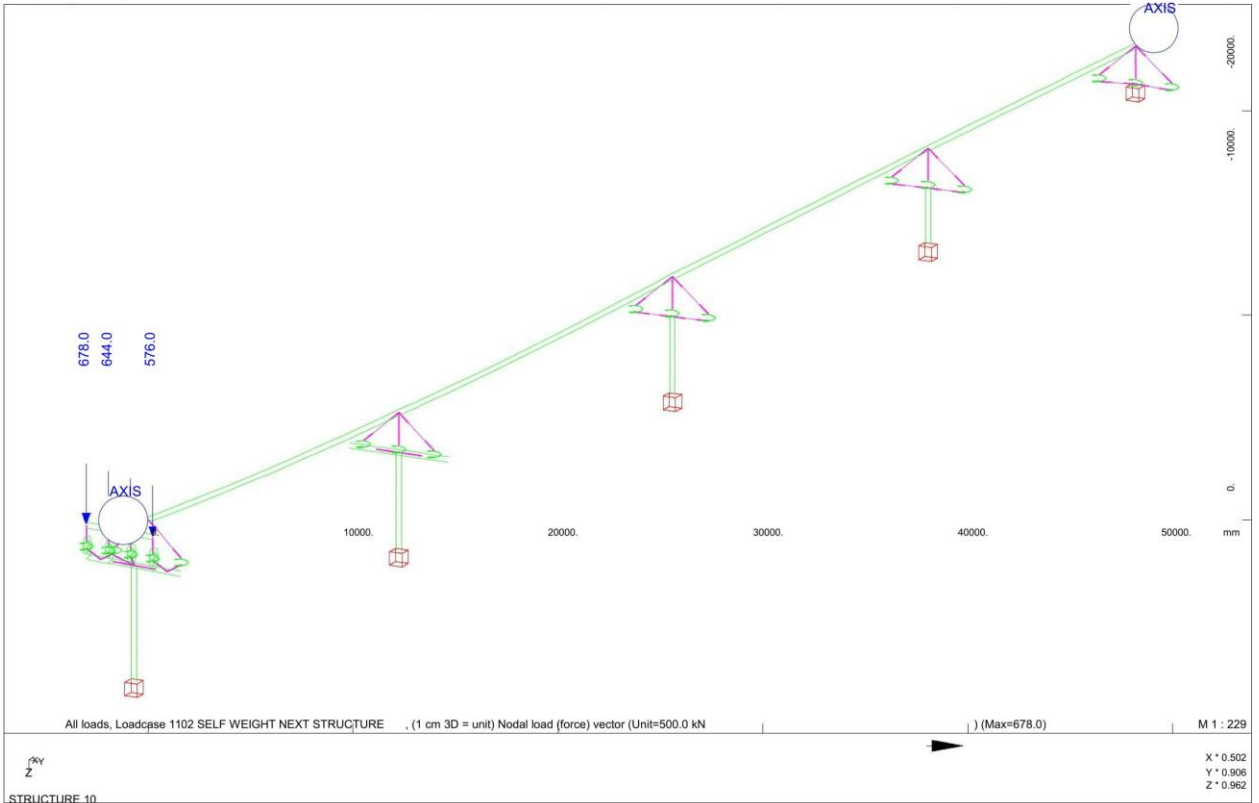 AXIS
-20000.
-10000.
678.0
644.0
576.0
AXIS
0.
10000.
20000.
30000.
40000.
50000.
mm
All loads, Loadcase 1102 SELF WEIGHT NEXT STRUCTURE , (1 cm 3D = unit) Nodal load (force) vector (Unit=500.0 kN ) (Max=678.0)
M 1 : 229
X * 0.502
Y * 0.906
Z * 0.962
Z
STRUCTURE 10